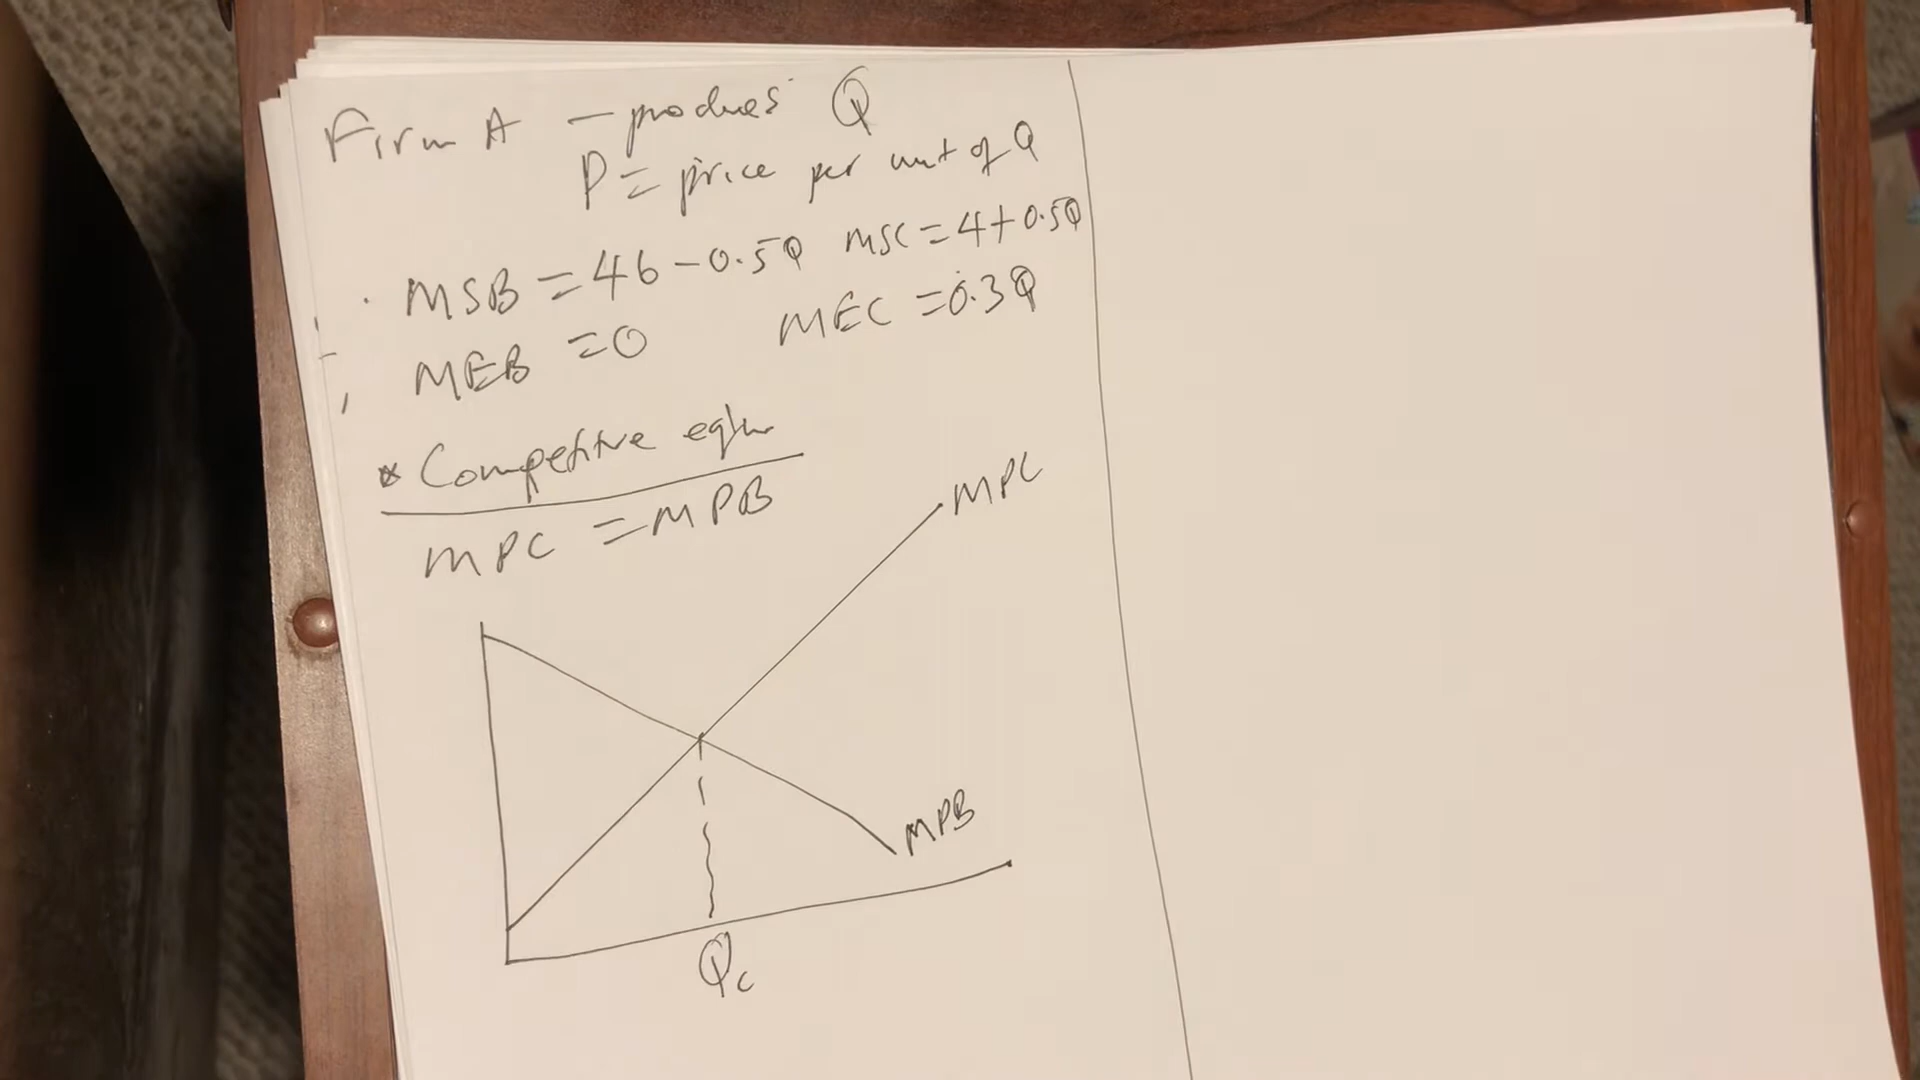 Firm A – produces Q
P = price per unit of Q
MSB = 46 - 0.5Q MSC = 4 + 0.5Q
MEB = 0 MEC = 0.3Q
* Competitive eqlm
MPC = MPB
MPC
MPB
Qc